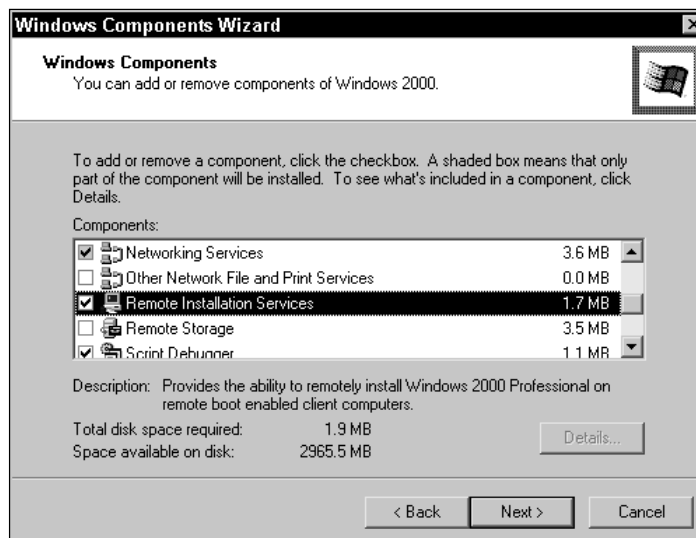 Windows Components Wizard
Windows Components
You can add or remove components of Windows 2000.
To add or remove a component, click the checkbox. A shaded box means that only
part of the component will be installed. To see what's included in a component, click
Details.
Components:
Networking Services 3.6 MB
Other Network File and Print Services 0.0 MB
Remote Installation Services 1.7 MB
Remote Storage 3.5 MB
Script Debugger 1.1 MB
Description: Provides the ability to remotely install Windows 2000 Professional on
remote boot enabled client computers.
Total disk space required: 1.9 MB
Space available on disk: 2965.5 MB
Details...
< Back Next > Cancel